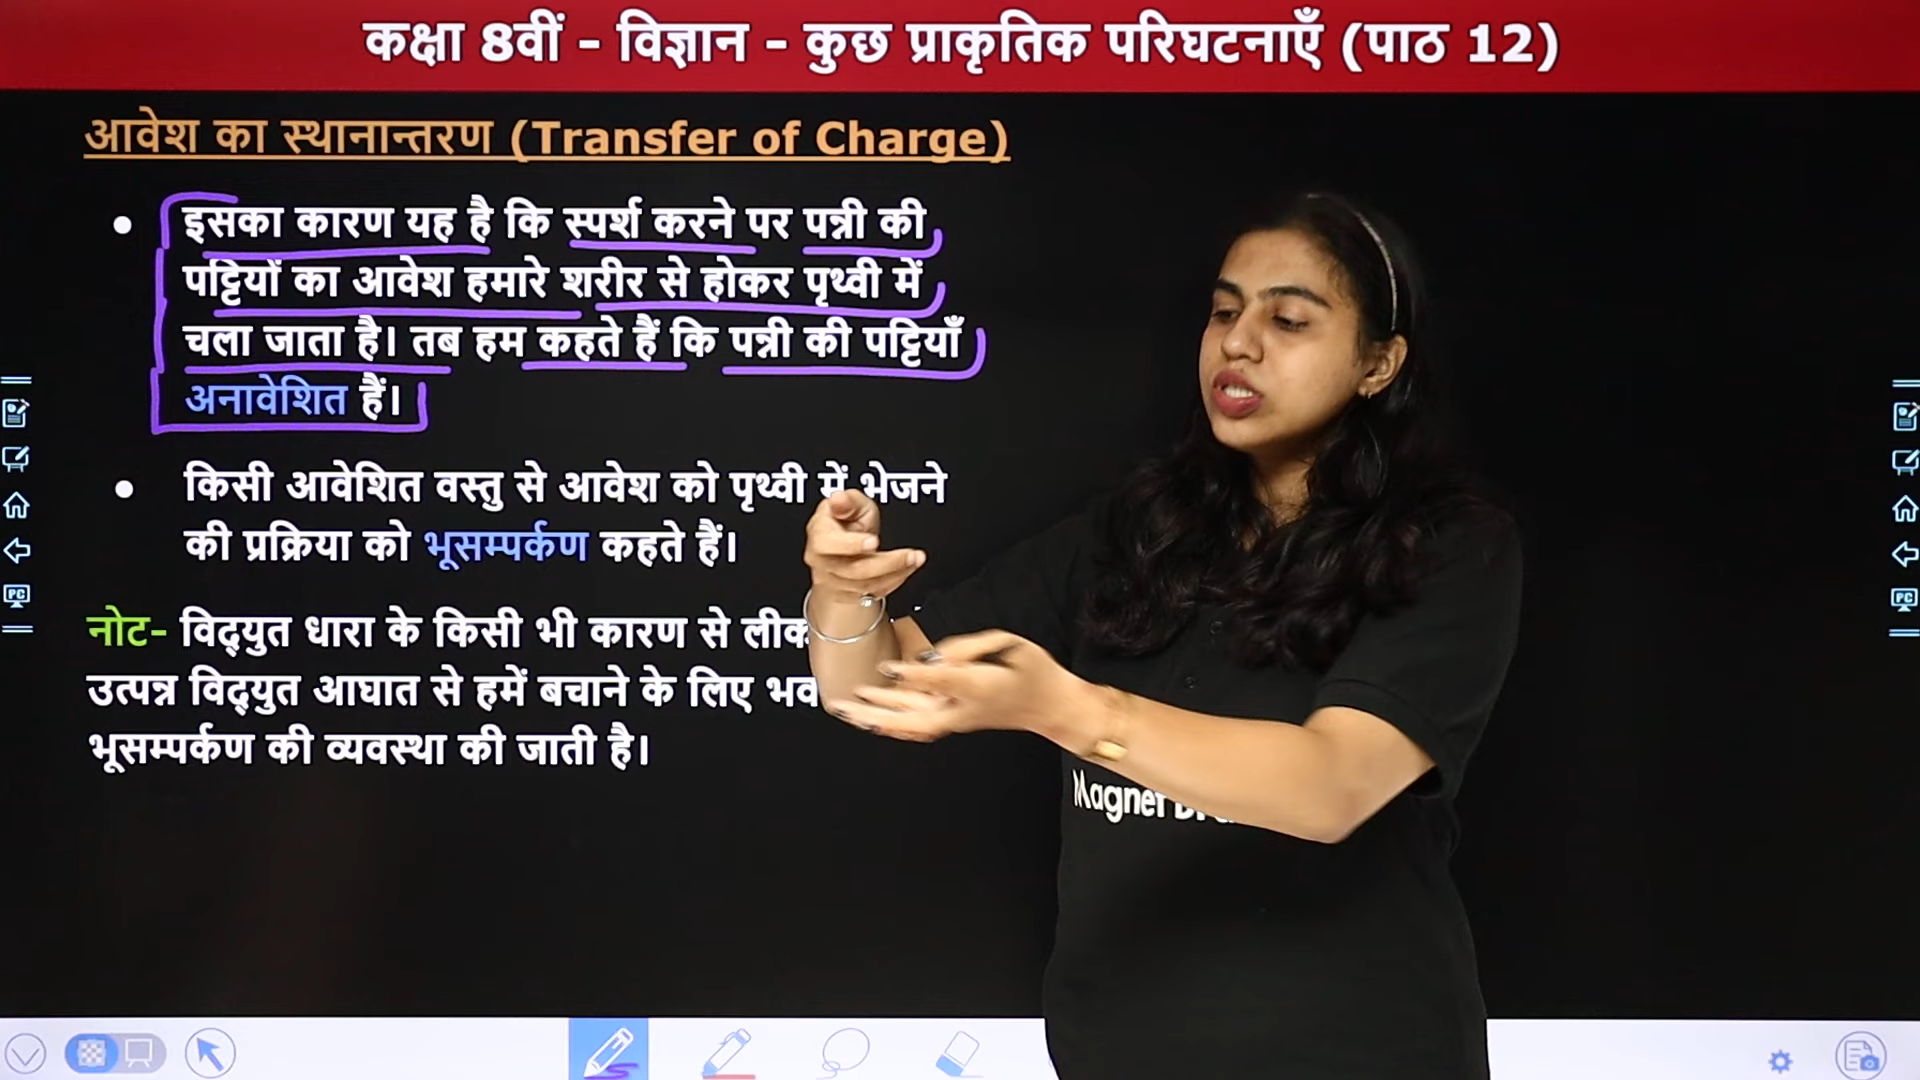 कक्षा 8वीं - विज्ञान - कुछ प्राकृतिक परिघटनाएँ (पाठ 12)
आवेश का स्थानान्तरण (Transfer of Charge)
• इसका कारण यह है कि स्पर्श करने पर पन्नी की
पट्टियों का आवेश हमारे शरीर से होकर पृथ्वी में
चला जाता है। तब हम कहते हैं कि पन्नी की पट्टियाँ
अनावेशित हैं।
• किसी आवेशित वस्तु से आवेश को पृथ्वी में भेजने
की प्रक्रिया को भूसम्पर्कण कहते हैं।
नोट- विद्युत धारा के किसी भी कारण से
उत्पन्न विद्युत आघात से हमें बचाने के लिए
भूसम्पर्कण की व्यवस्था की जाती है।
Magnet
PC
PC